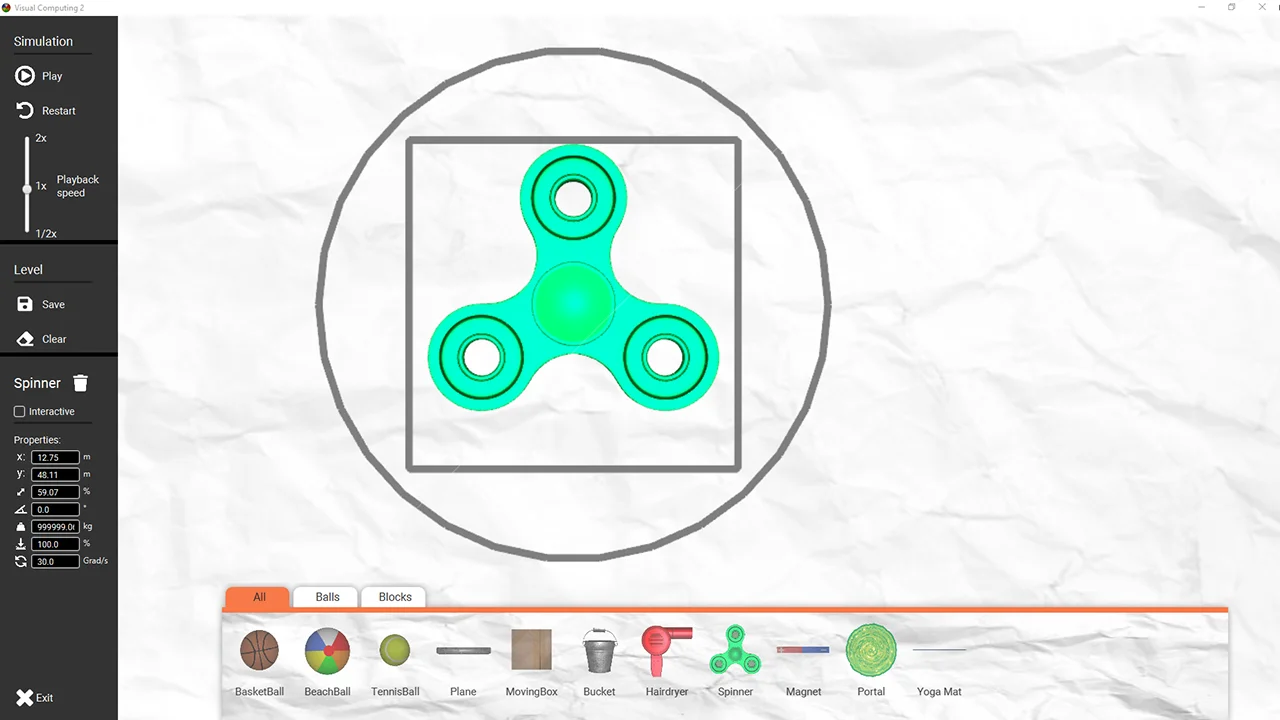 Visual Computing 2
Simulation
Play
Restart
2x
1x Playback speed
1/2x
Level
Save
Clear
Spinner
Interactive
Properties:
x: 12.75 m
y: 48.11 m
59.07 %
0.0 °
999999.0 kg
100.0 %
30.0 Grad/s
Exit
All Balls Blocks
BasketBall BeachBall TennisBall Plane MovingBox Bucket Hairdryer Spinner Magnet Portal Yoga Mat